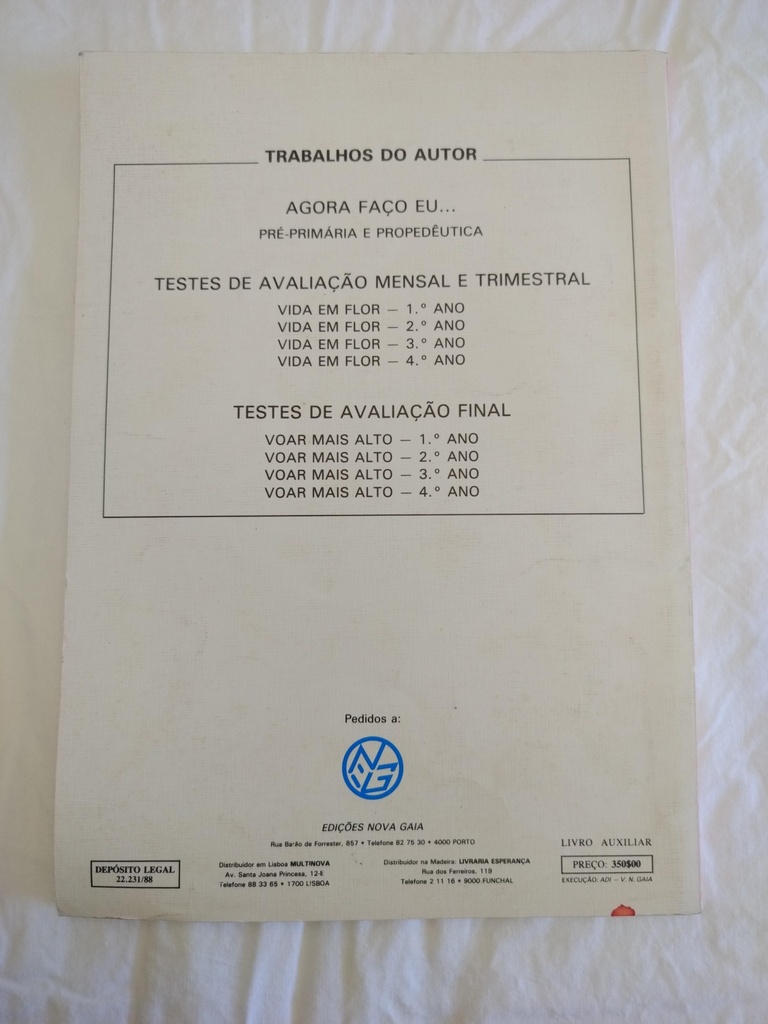 TRABALHOS DO AUTOR
AGORA FAÇO EU...
PRÉ-PRIMÁRIA E PROPEDÊUTICA
TESTES DE AVALIAÇÃO MENSAL E TRIMESTRAL
VIDA EM FLOR — 1.º ANO
VIDA EM FLOR — 2.º ANO
VIDA EM FLOR — 3.º ANO
VIDA EM FLOR — 4.º ANO
TESTES DE AVALIAÇÃO FINAL
VOAR MAIS ALTO — 1.º ANO
VOAR MAIS ALTO — 2.º ANO
VOAR MAIS ALTO — 3.º ANO
VOAR MAIS ALTO — 4.º ANO
Pedidos a:
NG
EDIÇÕES NOVA GAIA
Rua Barão de Forrester, 857 • Telefone 82 75 30 • 4000 PORTO
DEPÓSITO LEGAL
22.231/88
Distribuidor em Lisboa MULTINOVA
Av. Santa Joana Princesa, 12-E
Telefone 88 33 65 • 1700 LISBOA
Distribuidor na Madeira: LIVRARIA ESPERANÇA
Rua dos Ferreiros, 119
Telefone 2 11 16 • 9000 FUNCHAL
LIVRO AUXILIAR
PREÇO: 350$00
EXECUÇÃO: ADI — V. N. GAIA